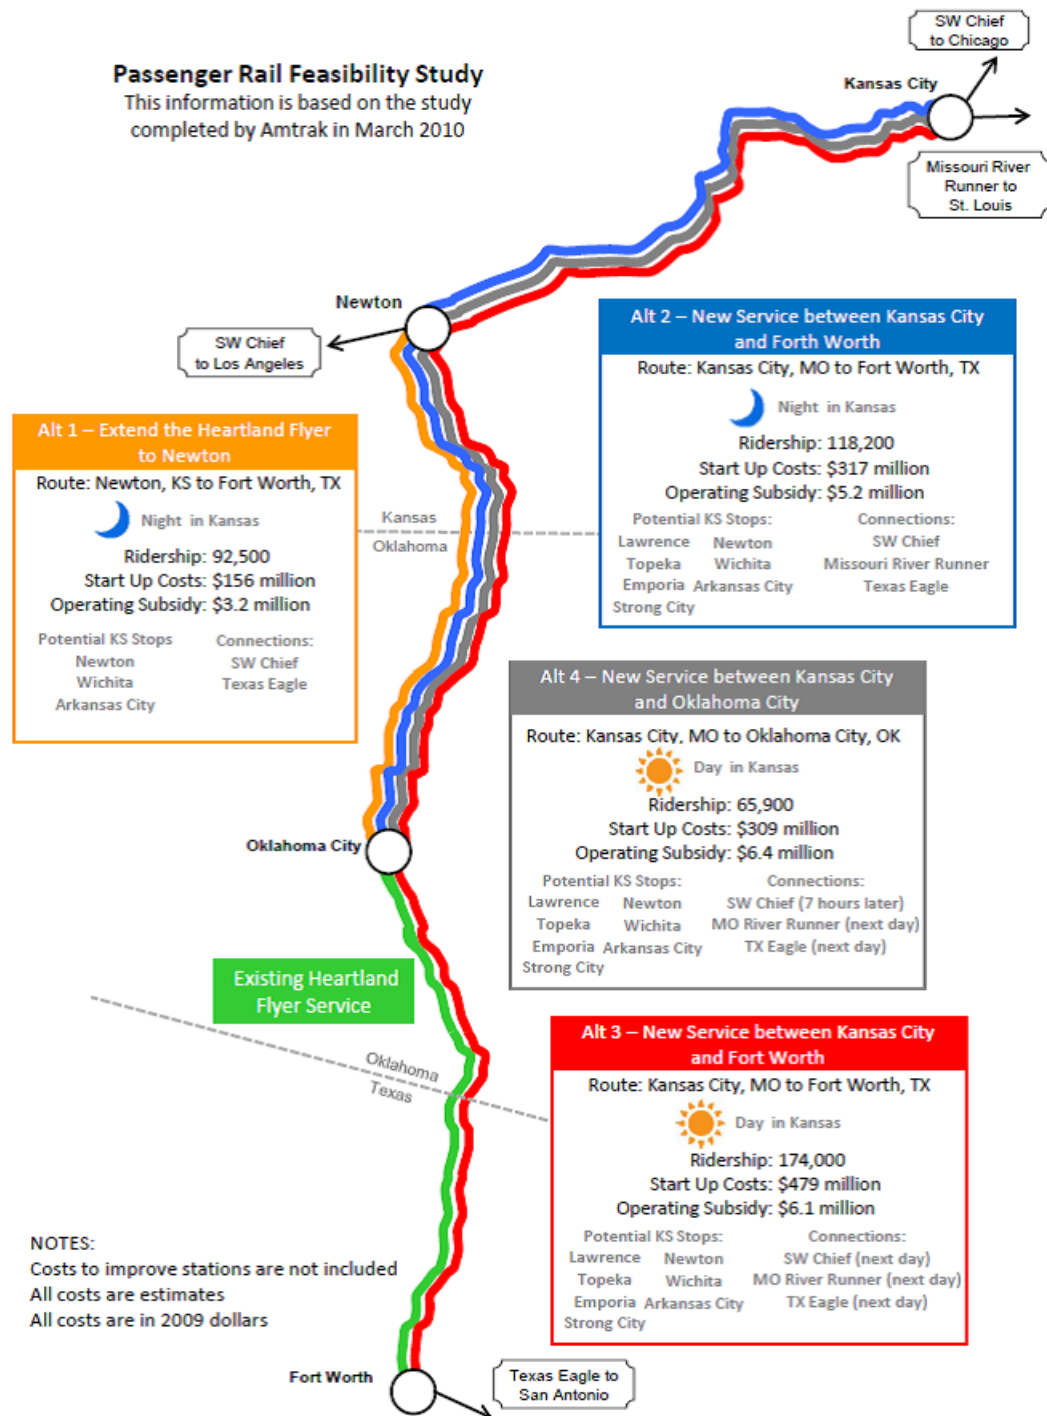 SW Chief
to Chicago
Passenger Rail Feasibility Study
This information is based on the study
completed by Amtrak in March 2010
Kansas City
Missouri River
Runner to
St. Louis
Newton
SW Chief
to Los Angeles
Alt 2 – New Service between Kansas City
and Forth Worth
Route: Kansas City, MO to Fort Worth, TX
Night in Kansas
Ridership: 118,200
Start Up Costs: $317 million
Operating Subsidy: $5.2 million
Potential KS Stops: Connections:
Lawrence Newton SW Chief
Topeka Wichita Missouri River Runner
Emporia Arkansas City Texas Eagle
Strong City
Alt 1 – Extend the Heartland Flyer
to Newton
Route: Newton, KS to Fort Worth, TX
Night in Kansas
Ridership: 92,500
Start Up Costs: $156 million
Operating Subsidy: $3.2 million
Potential KS Stops Connections:
Newton SW Chief
Wichita Texas Eagle
Arkansas City
Kansas
Oklahoma
Alt 4 – New Service between Kansas City
and Oklahoma City
Route: Kansas City, MO to Oklahoma City, OK
Day in Kansas
Ridership: 65,900
Start Up Costs: $309 million
Operating Subsidy: $6.4 million
Potential KS Stops: Connections:
Lawrence Newton SW Chief (7 hours later)
Topeka Wichita MO River Runner (next day)
Emporia Arkansas City TX Eagle (next day)
Strong City
Oklahoma City
Existing Heartland
Flyer Service
Oklahoma
Texas
Alt 3 – New Service between Kansas City
and Fort Worth
Route: Kansas City, MO to Fort Worth, TX
Day in Kansas
Ridership: 174,000
Start Up Costs: $479 million
Operating Subsidy: $6.1 million
Potential KS Stops: Connections:
Lawrence Newton SW Chief (next day)
Topeka Wichita MO River Runner (next day)
Emporia Arkansas City TX Eagle (next day)
Strong City
NOTES:
Costs to improve stations are not included
All costs are estimates
All costs are in 2009 dollars
Fort Worth
Texas Eagle to
San Antonio